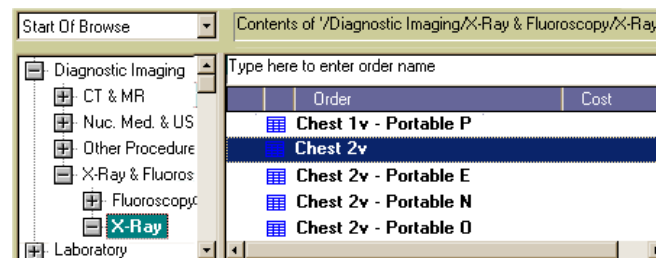 Start Of Browse
Contents of '/Diagnostic Imaging/X-Ray & Fluoroscopy/X-Ray
Diagnostic Imaging
CT & MR
Nuc. Med. & US
Other Procedure
X-Ray & Fluoros
Fluoroscopy
X-Ray
Laboratory
Type here to enter order name
Order Cost
Chest 1v - Portable P
Chest 2v
Chest 2v - Portable E
Chest 2v - Portable N
Chest 2v - Portable O